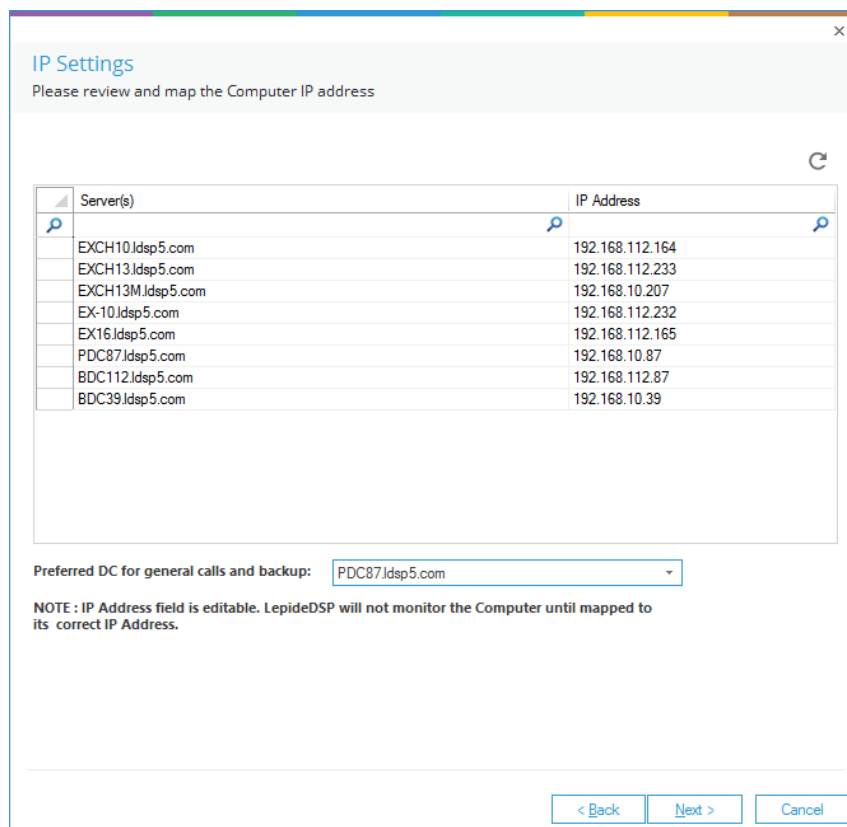 IP Settings
Please review and map the Computer IP address
Server(s) IP Address
EXCH10.ldsp5.com 192.168.112.164
EXCH13.ldsp5.com 192.168.112.233
EXCH13M.ldsp5.com 192.168.10.207
EX-10.ldsp5.com 192.168.112.232
EX16.ldsp5.com 192.168.112.165
PDC87.ldsp5.com 192.168.10.87
BDC112.ldsp5.com 192.168.112.87
BDC39.ldsp5.com 192.168.10.39
Preferred DC for general calls and backup: PDC87.ldsp5.com
NOTE : IP Address field is editable. LepideDSP will not monitor the Computer until mapped to
its correct IP Address.
< Back Next > Cancel